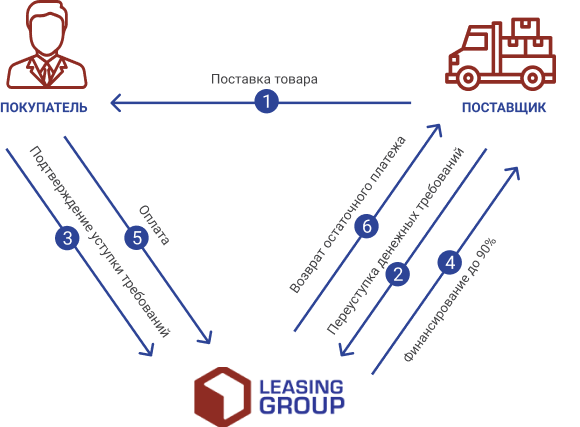 Поставка товара
1
ПОКУПАТЕЛЬ
ПОСТАВЩИК
Подтверждение уступки требований
3
Оплата
5
Возврат остаточного платежа
6
Переуступка денежных требований
2
Финансирование до 90%
4
LEASING
GROUP